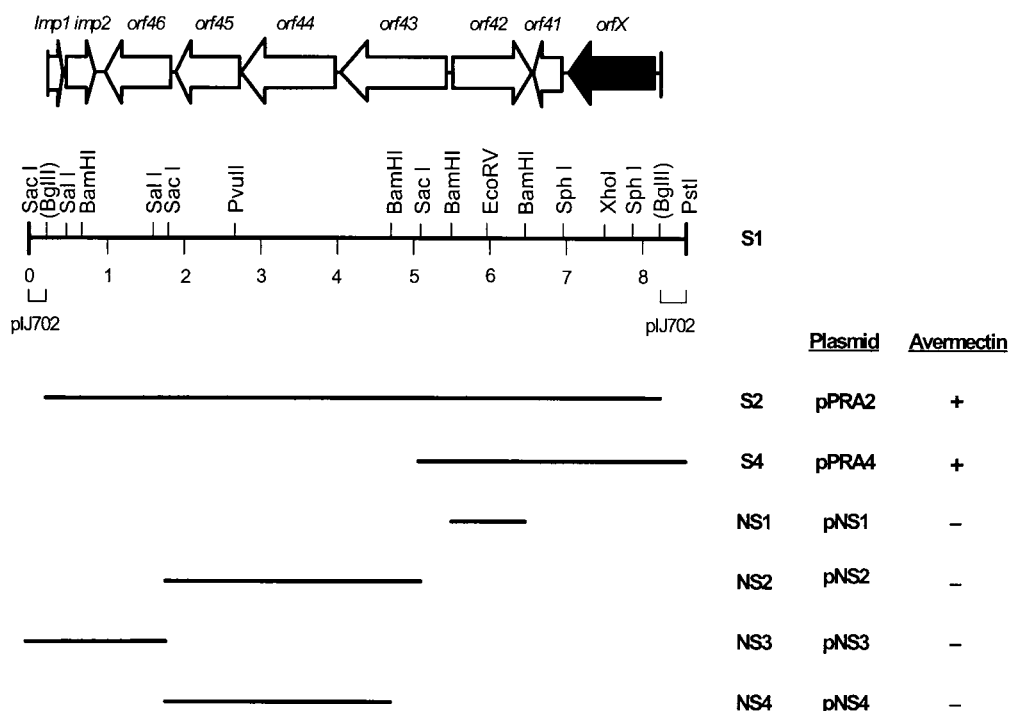 lmp1 imp2 orf46 orf45 orf44 orf43 orf42 orf41 orfX
Sac I
(BglII)
Sal I
BamHI
Sal I
Sac I
PvuII
BamHI
Sac I
BamHI
EcoRV
BamHI
Sph I
XhoI
Sph I
(BglII)
PstI
S1
0 1 2 3 4 5 6 7 8
pIJ702 pIJ702
Plasmid Avermectin
S2 pPRA2 +
S4 pPRA4 +
NS1 pNS1 –
NS2 pNS2 –
NS3 pNS3 –
NS4 pNS4 –